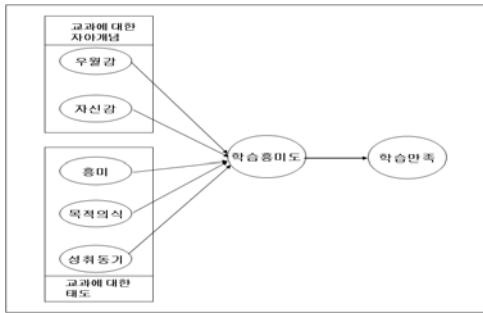 교과에 대한
자아개념
우월감
자신감
학습흥미도
학습만족
흥미
목적의식
성취동기
교과에 대한
태도